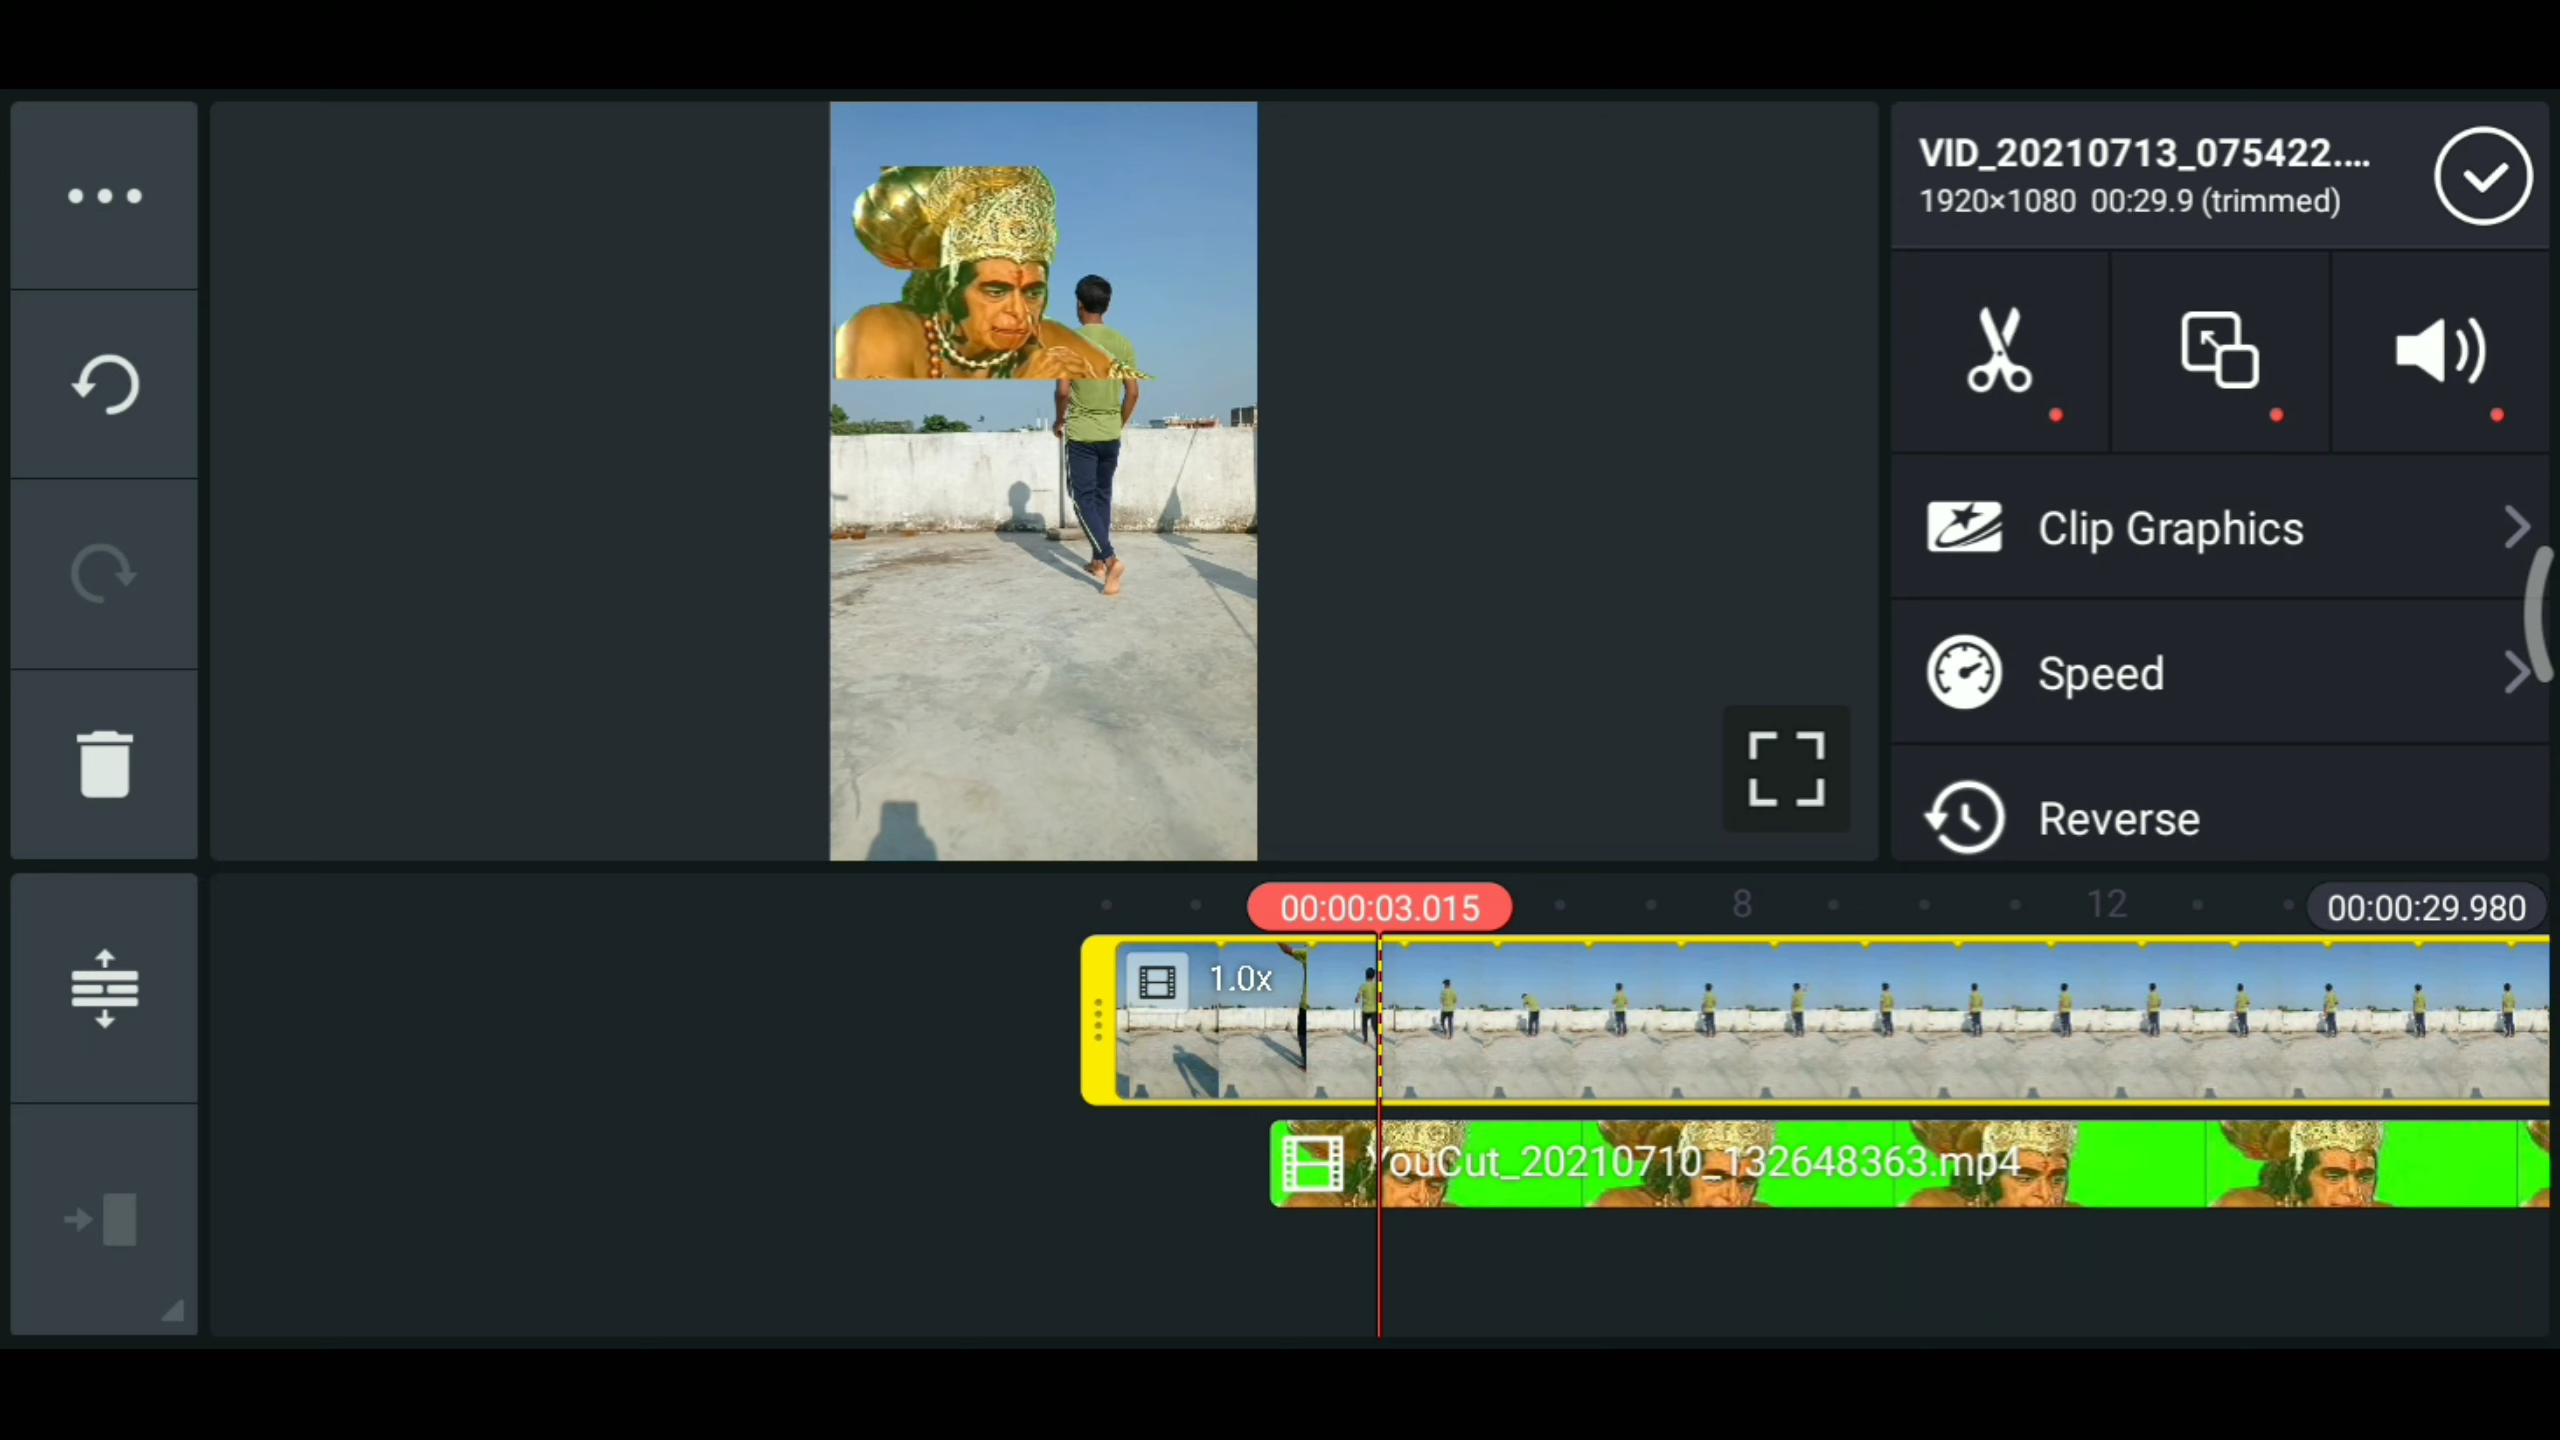 VID_20210713_075422....
1920×1080 00:29.9 (trimmed)
Clip Graphics
Speed
Reverse
00:00:03.015
8
12
00:00:29.980
1.0x
YouCut_20210710_132648363.mp4